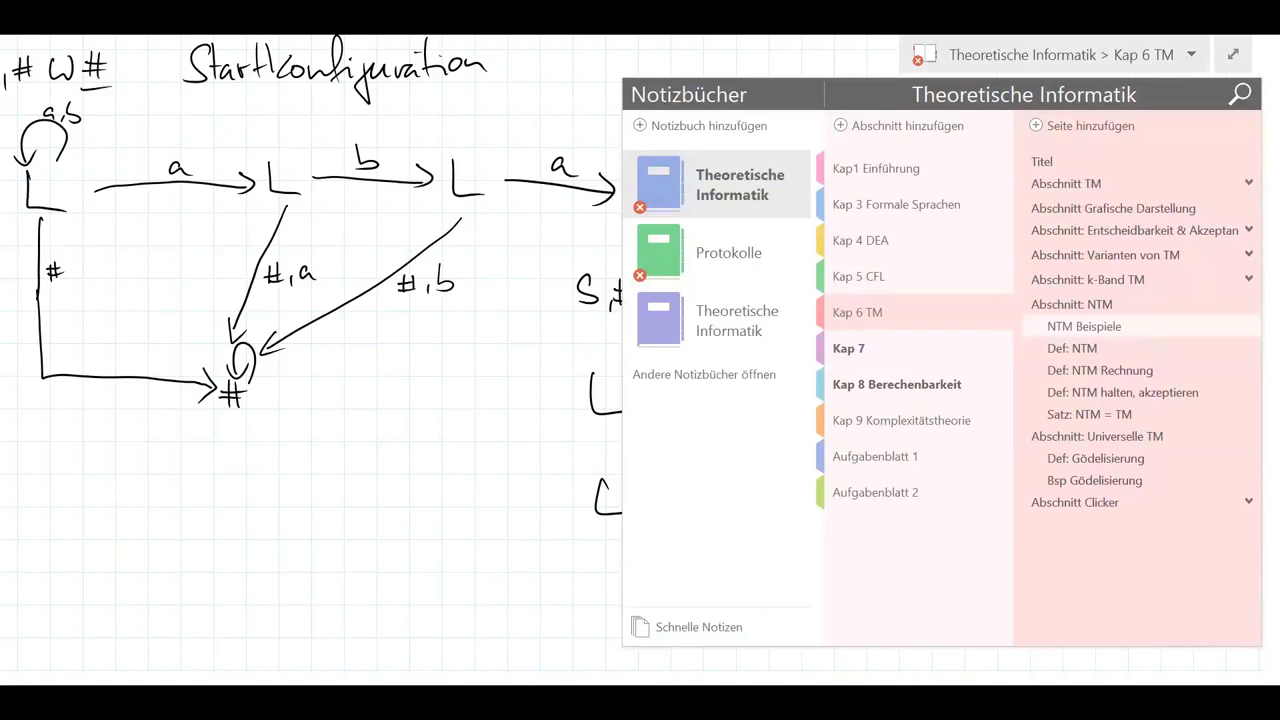 ,# w# Startkonfiguration
a,b
L a L b L a
#
#,a
#,b
S,#
#
L
L
Theoretische Informatik > Kap 6 TM
Notizbücher
Notizbuch hinzufügen
Theoretische
Informatik
Protokolle
Theoretische
Informatik
Andere Notizbücher öffnen
Schnelle Notizen
Theoretische Informatik
Abschnitt hinzufügen
Kap1 Einführung
Kap 3 Formale Sprachen
Kap 4 DEA
Kap 5 CFL
Kap 6 TM
Kap 7
Kap 8 Berechenbarkeit
Kap 9 Komplexitätstheorie
Aufgabenblatt 1
Aufgabenblatt 2
Seite hinzufügen
Titel
Abschnitt TM
Abschnitt Grafische Darstellung
Abschnitt: Entscheidbarkeit & Akzeptan
Abschnitt: Varianten von TM
Abschnitt: k-Band TM
Abschnitt: NTM
NTM Beispiele
Def: NTM
Def: NTM Rechnung
Def: NTM halten, akzeptieren
Satz: NTM = TM
Abschnitt: Universelle TM
Def: Gödelisierung
Bsp Gödelisierung
Abschnitt Clicker